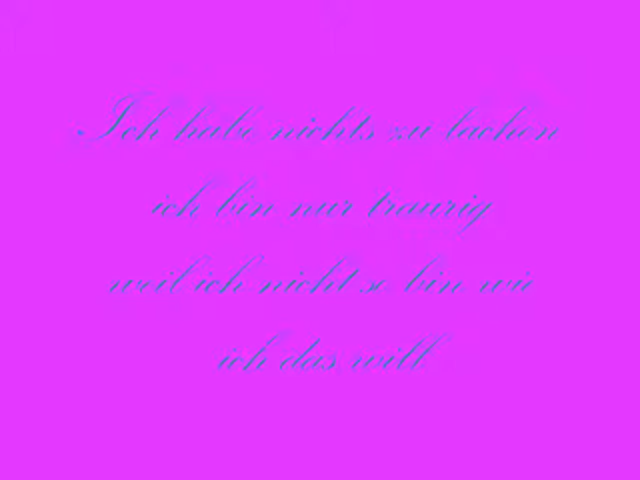 Ich habe nichts zu lachen
ich bin nur traurig
weil ich nicht so bin wie
ich das will